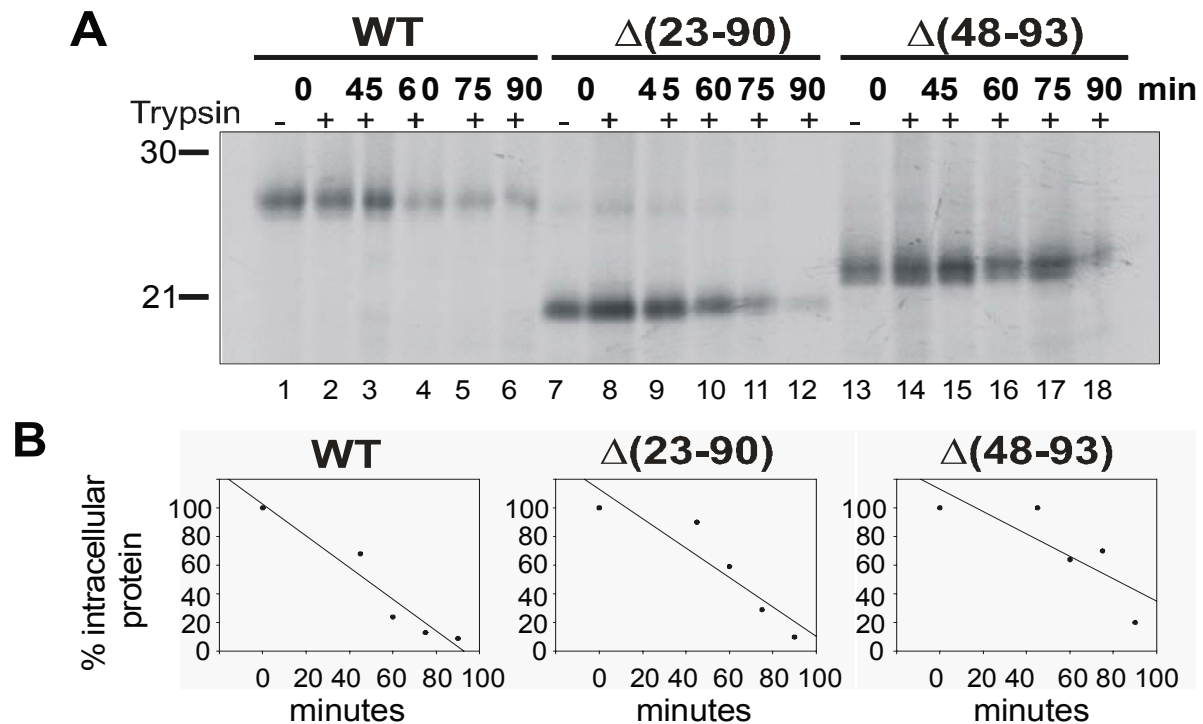 A
WT Δ(23-90) Δ(48-93)
0 45 60 75 90 0 45 60 75 90 0 45 60 75 90 min
Trypsin - + + + + + - + + + + + - + + + + +
30
21
1 2 3 4 5 6 7 8 9 10 11 12 13 14 15 16 17 18
B
WT Δ(23-90) Δ(48-93)
% intracellular
protein
100 100 100
80 80 80
60 60 60
40 40 40
20 20 20
0 0 0
0 20 40 60 80 100 0 20 40 60 80 100 0 20 40 60 80 100
minutes minutes minutes